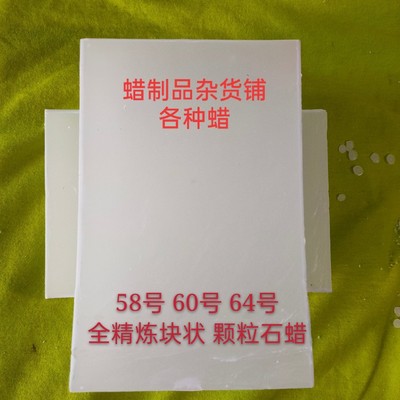 蜡制品杂货铺
各种蜡
58号 60号 64号
全精炼块状 颗粒石蜡